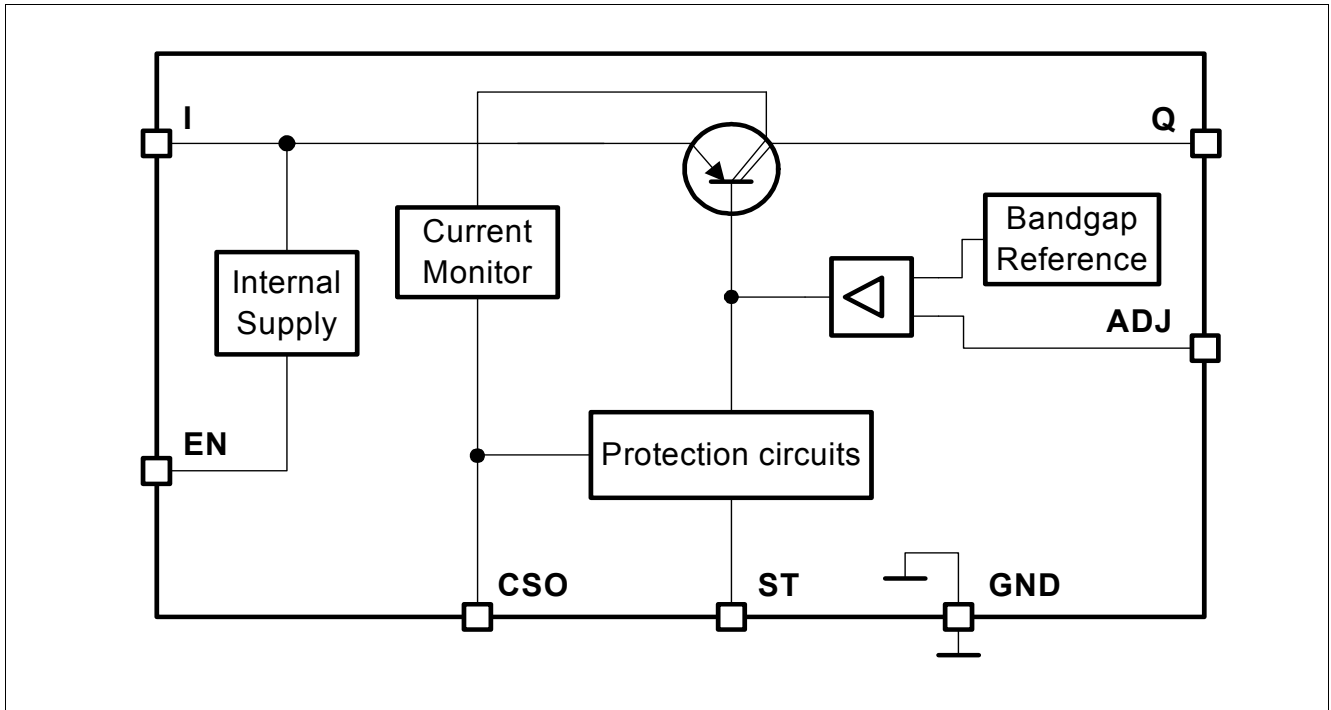 I
Q
Current
Monitor
Bandgap
Reference
Internal
Supply
ADJ
EN
Protection circuits
CSO
ST
GND